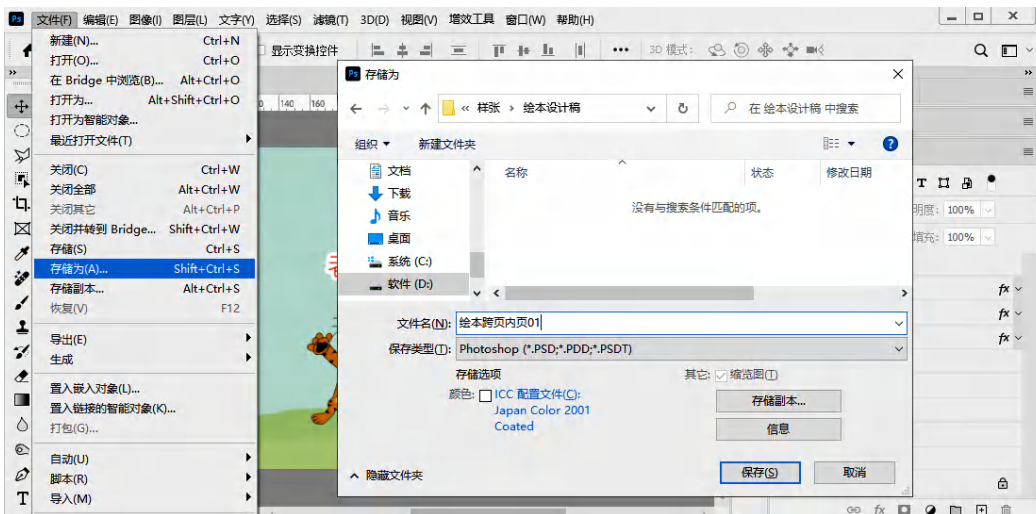 Ps 文件(F) 编辑(E) 图像(I) 图层(L) 文字(Y) 选择(S) 滤镜(T) 3D(D) 视图(V) 增效工具 窗口(W) 帮助(H)
显示变换控件 3D 模式:
新建(N)... Ctrl+N
打开(O)... Ctrl+O
在 Bridge 中浏览(B)... Alt+Ctrl+O
打开为... Alt+Shift+Ctrl+O
打开为智能对象...
最近打开文件(T)
关闭(C) Ctrl+W
关闭全部 Alt+Ctrl+W
关闭其它 Alt+Ctrl+P
关闭并转到 Bridge... Shift+Ctrl+W
存储(S) Ctrl+S
存储为(A)... Shift+Ctrl+S
存储副本... Alt+Ctrl+S
恢复(V) F12
导出(E)
生成
置入嵌入对象(L)...
置入链接的智能对象(K)...
打包(G)...
自动(U)
脚本(R)
导入(M)
140 160
Ps 存储为
« 样张 › 绘本设计稿
在 绘本设计稿 中搜索
组织 新建文件夹
名称 状态 修改日期
没有与搜索条件匹配的项。
文档
下载
音乐
桌面
系统 (C:)
软件 (D:)
文件名(N): 绘本跨页内页01
保存类型(T): Photoshop (*.PSD;*.PDD;*.PSDT)
存储选项
颜色: ICC 配置文件(C):
Japan Color 2001
Coated
其它: 缩览图(T)
存储副本...
信息
隐藏文件夹 保存(S) 取消
明度: 100%
填充: 100%
fx
fx
fx
fx